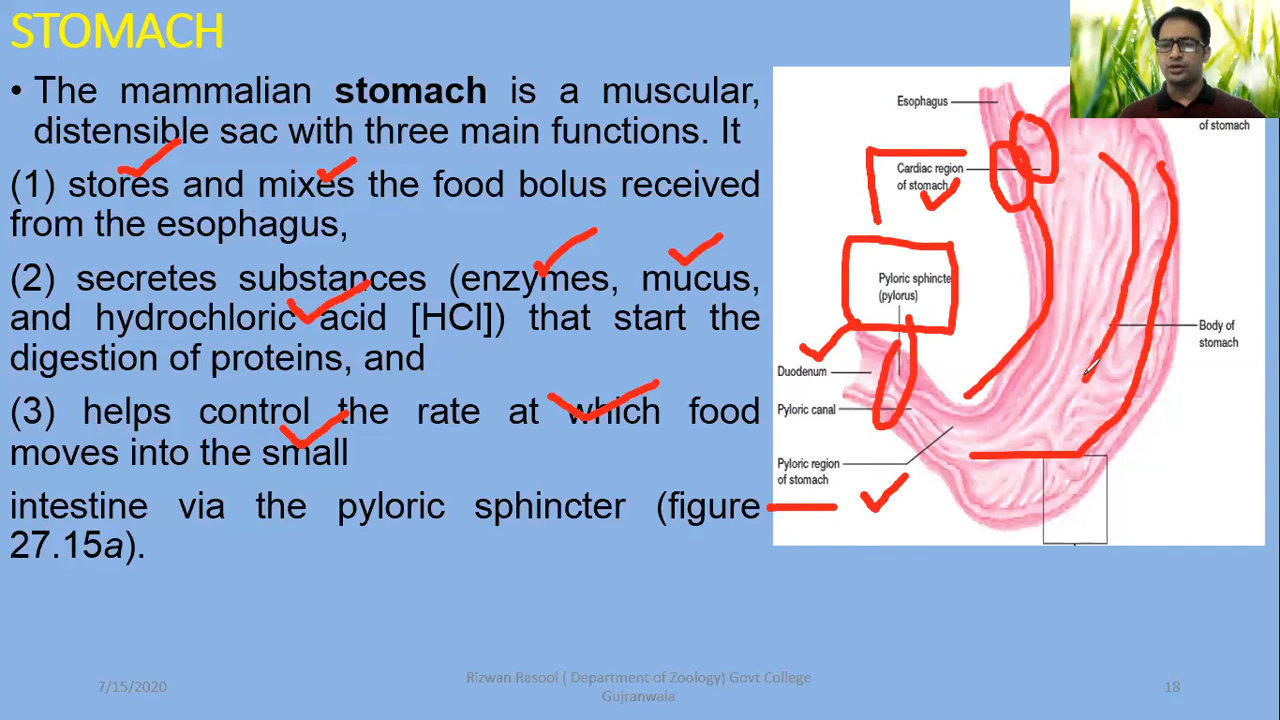 STOMACH
• The mammalian stomach is a muscular,
distensible sac with three main functions. It
(1) stores and mixes the food bolus received
from the esophagus,
(2) secretes substances (enzymes, mucus,
and hydrochloric acid [HCl]) that start the
digestion of proteins, and
(3) helps control the rate at which food
moves into the small
intestine via the pyloric sphincter (figure
27.15a).
Esophagus
of stomach
Cardiac region
of stomach
Pyloric sphincte
(pylorus)
Body of
stomach
Duodenum
Pyloric canal
Pyloric region
of stomach
7/15/2020
Rizwan Rasool ( Department of Zoology) Govt College
Gujranwala
18